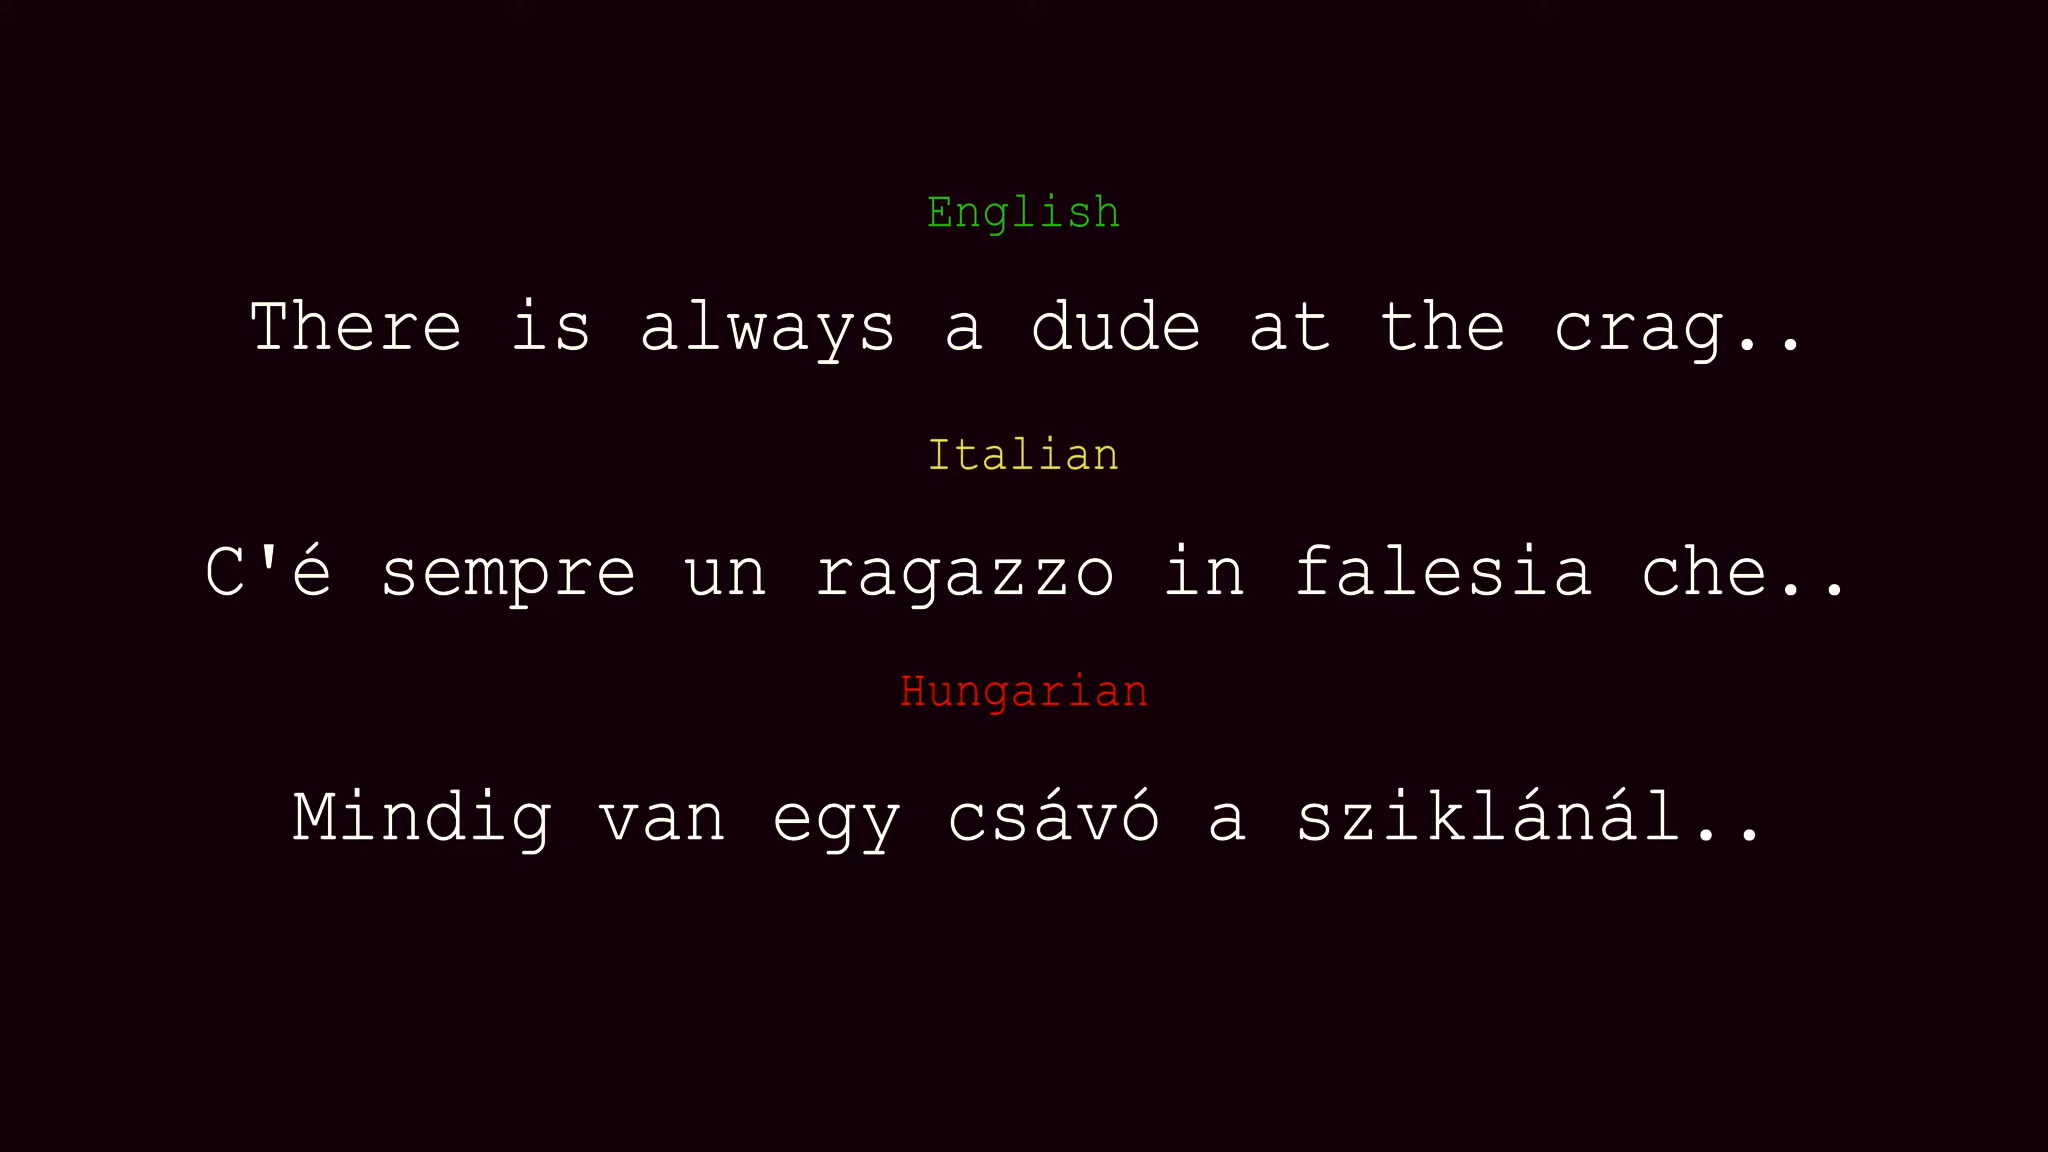 English
There is always a dude at the crag..
Italian
C'é sempre un ragazzo in falesia che..
Hungarian
Mindig van egy csávó a sziklánál..